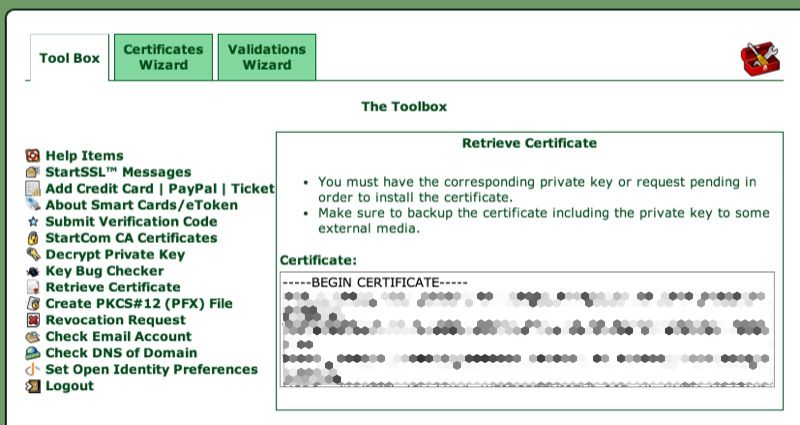 Tool Box
Certificates
Wizard
Validations
Wizard
The Toolbox
Help Items
StartSSL™ Messages
Add Credit Card | PayPal | Ticket
About Smart Cards/eToken
Submit Verification Code
StartCom CA Certificates
Decrypt Private Key
Key Bug Checker
Retrieve Certificate
Create PKCS#12 (PFX) File
Revocation Request
Check Email Account
Check DNS of Domain
Set Open Identity Preferences
Logout
Retrieve Certificate
• You must have the corresponding private key or request pending in
order to install the certificate.
• Make sure to backup the certificate including the private key to some
external media.
Certificate:
-----BEGIN CERTIFICATE-----